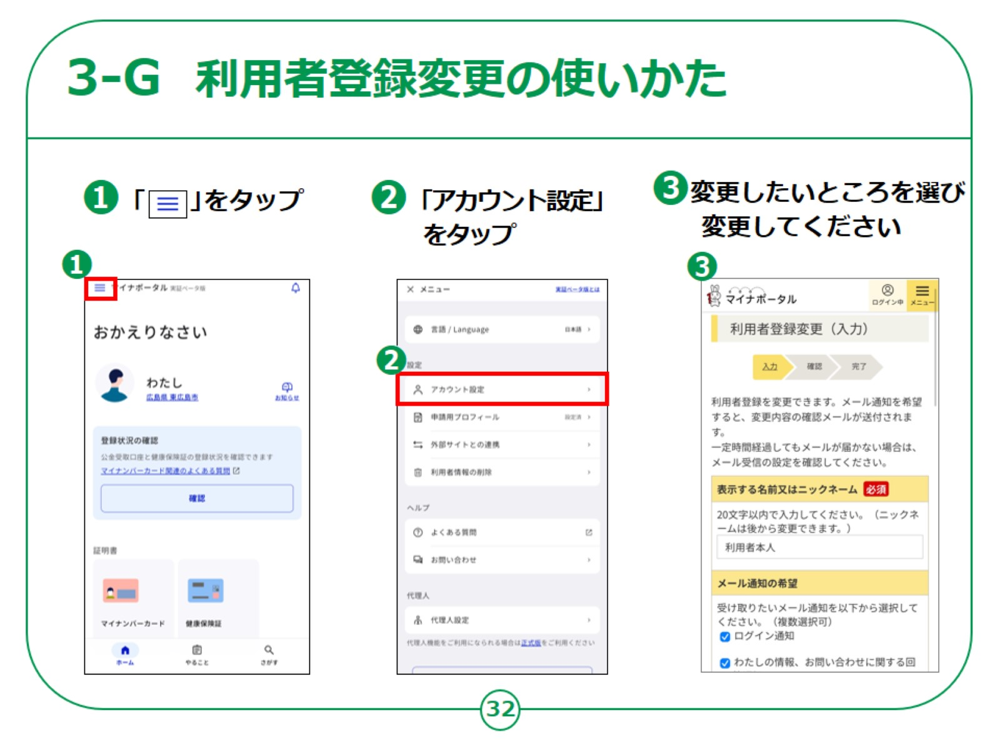 3-G 利用者登録変更の使いかた
❶「≡」をタップ
❷「アカウント設定」
をタップ
❸変更したいところを選び
変更してください
❶
マイナポータル 実証ベータ版
おかえりなさい
わたし
広島県 東広島市
お知らせ
登録状況の確認
公金受取口座と健康保険証の登録状況を確認できます
マイナンバーカード関連のよくある質問
確認
証明書
マイナンバーカード 健康保険証
ホーム やること さがす
❷
× メニュー 実証ベータ版とは
言語 / Language 日本語
設定
アカウント設定
申請用プロフィール 設定済
外部サイトとの連携
利用者情報の削除
ヘルプ
よくある質問
お問い合わせ
代理人
代理人設定
代理人機能をご利用になられる場合は正式版をご利用ください
❸
マイナポータル ログイン中 メニュー
利用者登録変更（入力）
入力 確認 完了
利用者登録を変更できます。メール通知を希望
すると、変更内容の確認メールが送付されま
す。
一定時間経過してもメールが届かない場合は、
メール受信の設定を確認してください。
表示する名前又はニックネーム 必須
20文字以内で入力してください。（ニックネ
ームは後から変更できます。）
利用者本人
メール通知の希望
受け取りたいメール通知を以下から選択して
ください。（複数選択可）
ログイン通知
わたしの情報、お問い合わせに関する回
32